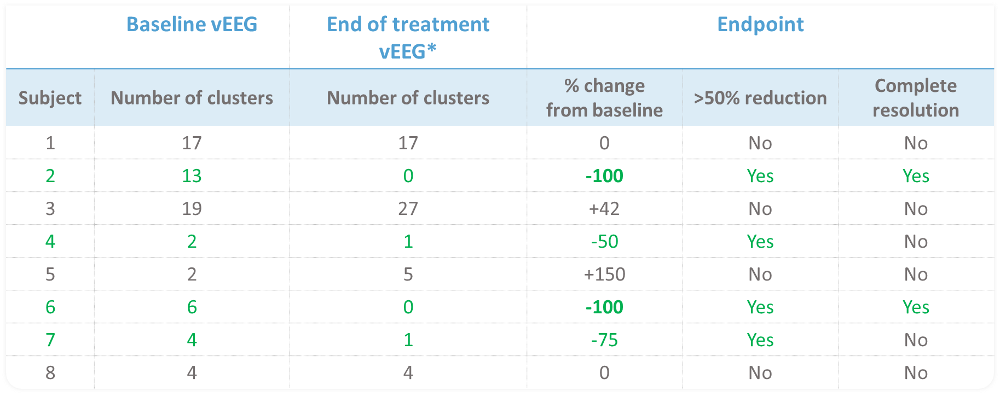 Baseline vEEG End of treatment vEEG* Endpoint
Subject Number of clusters Number of clusters % change from baseline >50% reduction Complete resolution
1 17 17 0 No No
2 13 0 -100 Yes Yes
3 19 27 +42 No No
4 2 1 -50 Yes No
5 2 5 +150 No No
6 6 0 -100 Yes Yes
7 4 1 -75 Yes No
8 4 4 0 No No